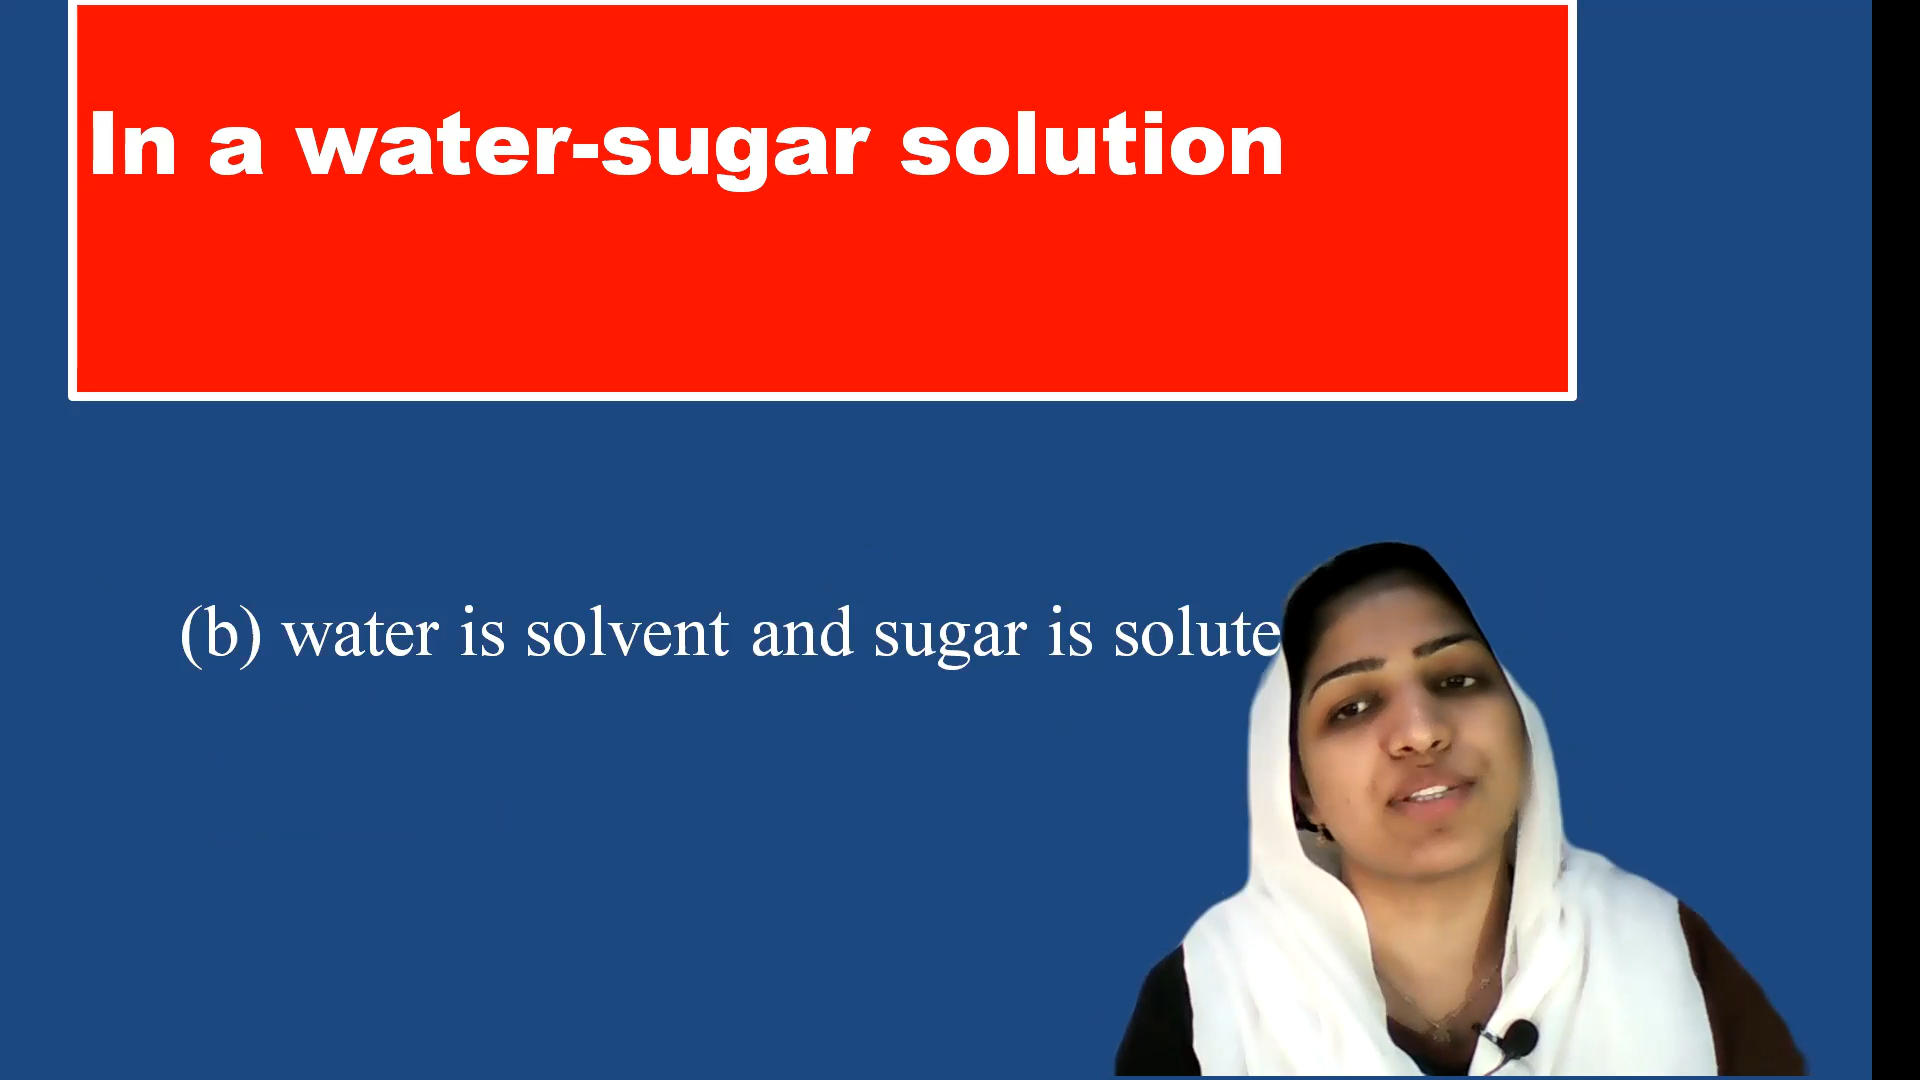 In a water-sugar solution
(b) water is solvent and sugar is solute